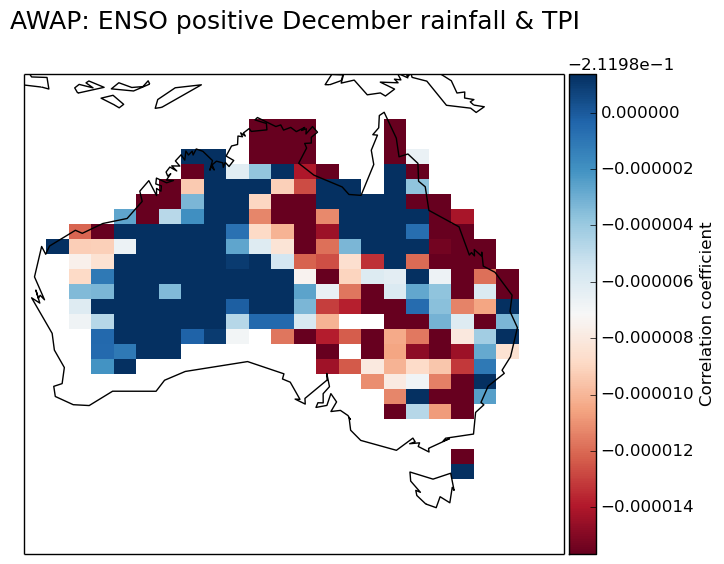 AWAP: ENSO positive December rainfall & TPI
−2.1198e−1
0.000000
−0.000002
−0.000004
−0.000006
−0.000008
−0.000010
−0.000012
−0.000014
Correlation coefficient